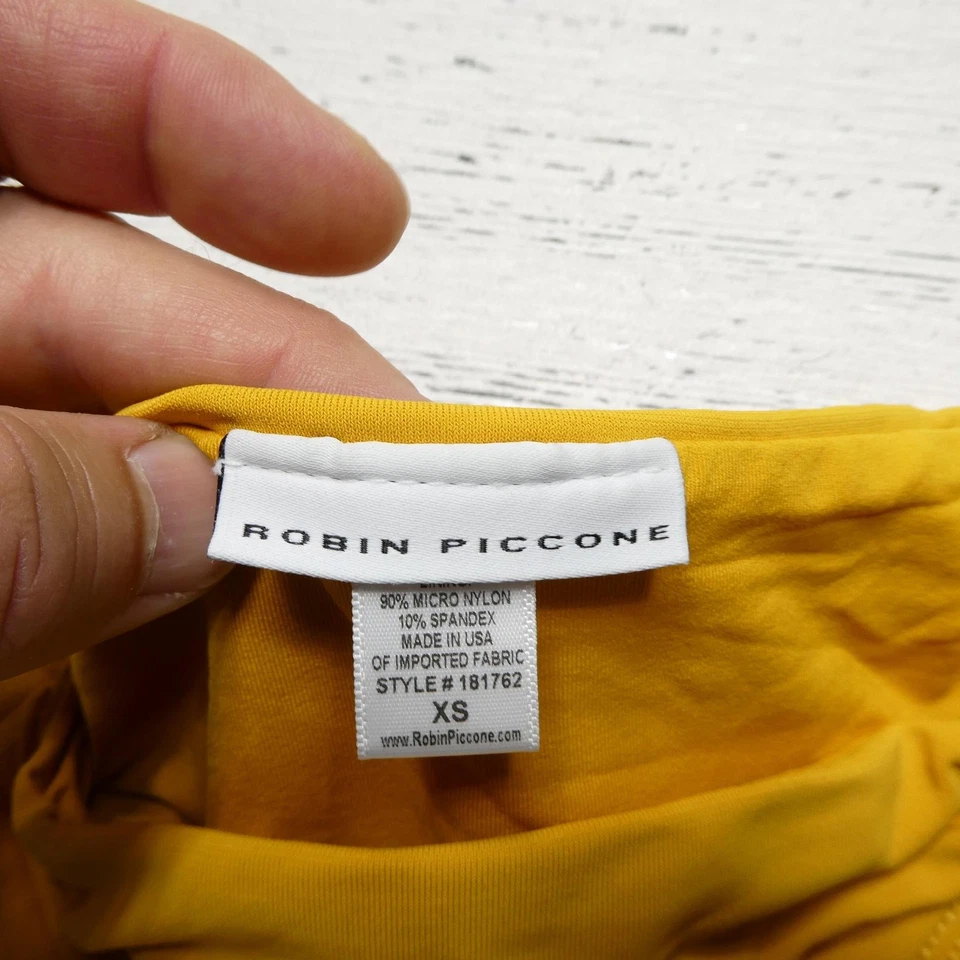 ROBIN PICCONE
90% MICRO NYLON
10% SPANDEX
MADE IN USA
OF IMPORTED FABRIC
STYLE # 181762
XS
www.RobinPiccone.com